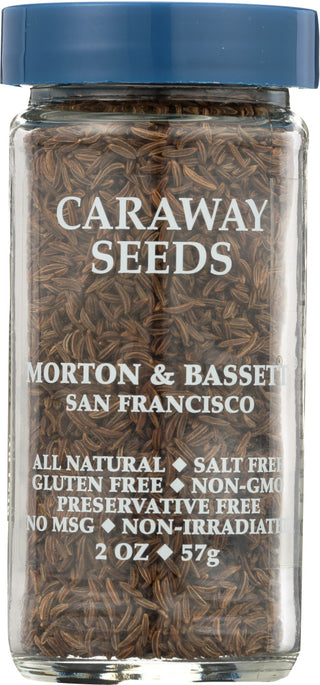 CARAWAY
SEEDS
MORTON & BASSETT
SAN FRANCISCO
ALL NATURAL ◆ SALT FREE
GLUTEN FREE ◆ NON-GMO
PRESERVATIVE FREE
NO MSG ◆ NON-IRRADIATE
2 OZ ◆ 57g